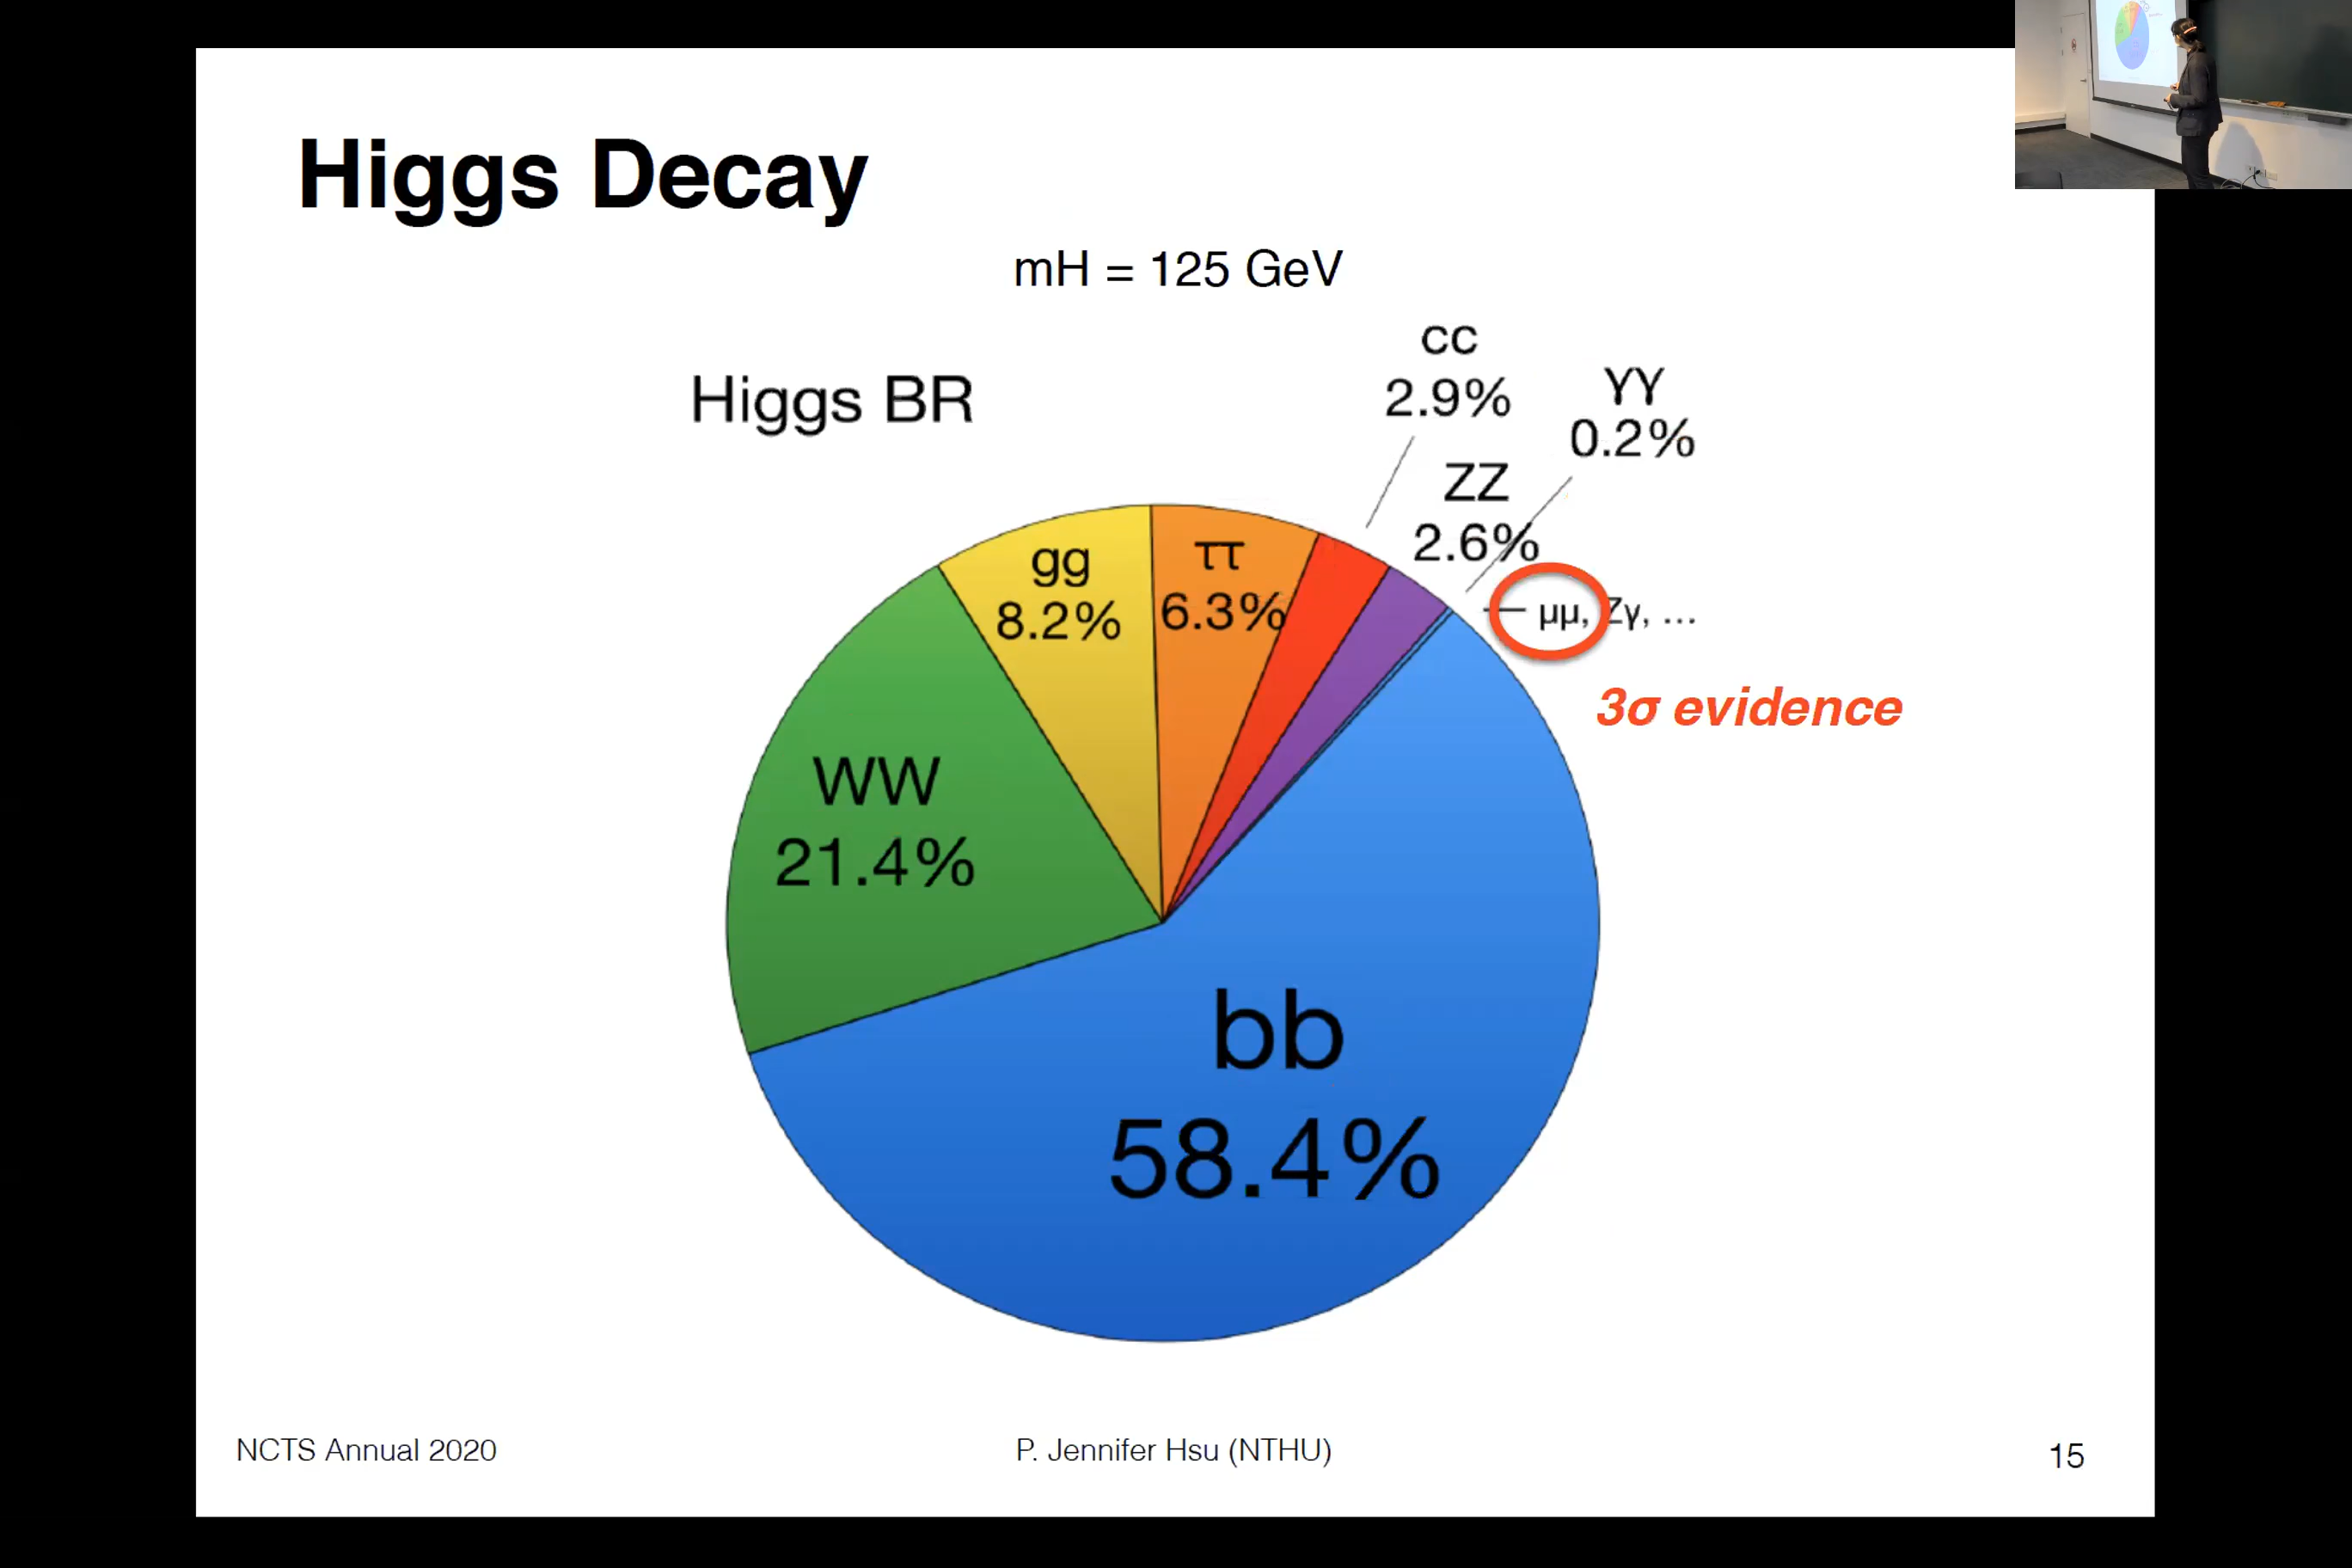 Higgs Decay
mH = 125 GeV
Higgs BR
cc
2.9%
γγ
0.2%
ZZ
2.6%
μμ, Zγ, ...
3σ evidence
gg
8.2%
ττ
6.3%
WW
21.4%
bb
58.4%
NCTS Annual 2020
P. Jennifer Hsu (NTHU)
15